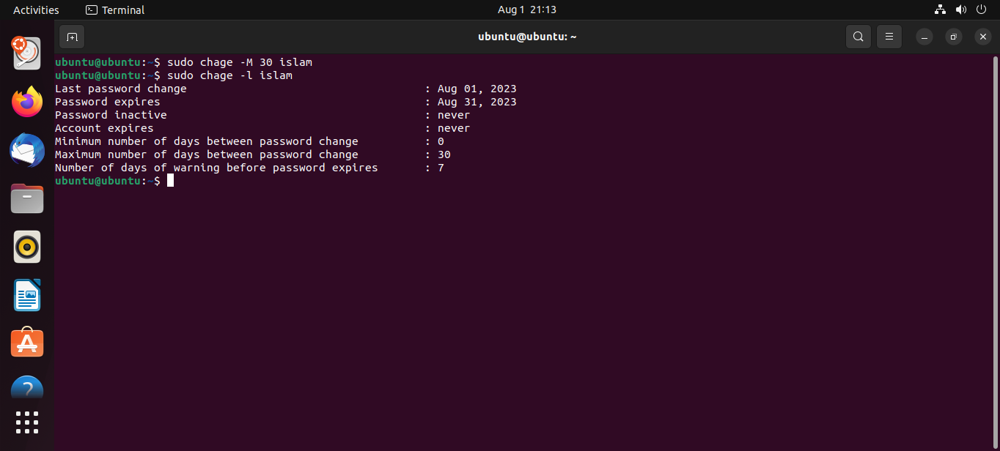 Activities Terminal Aug 1 21:13
ubuntu@ubuntu: ~
ubuntu@ubuntu:~$ sudo chage -M 30 islam
ubuntu@ubuntu:~$ sudo chage -l islam
Last password change : Aug 01, 2023
Password expires : Aug 31, 2023
Password inactive : never
Account expires : never
Minimum number of days between password change : 0
Maximum number of days between password change : 30
Number of days of warning before password expires : 7
ubuntu@ubuntu:~$